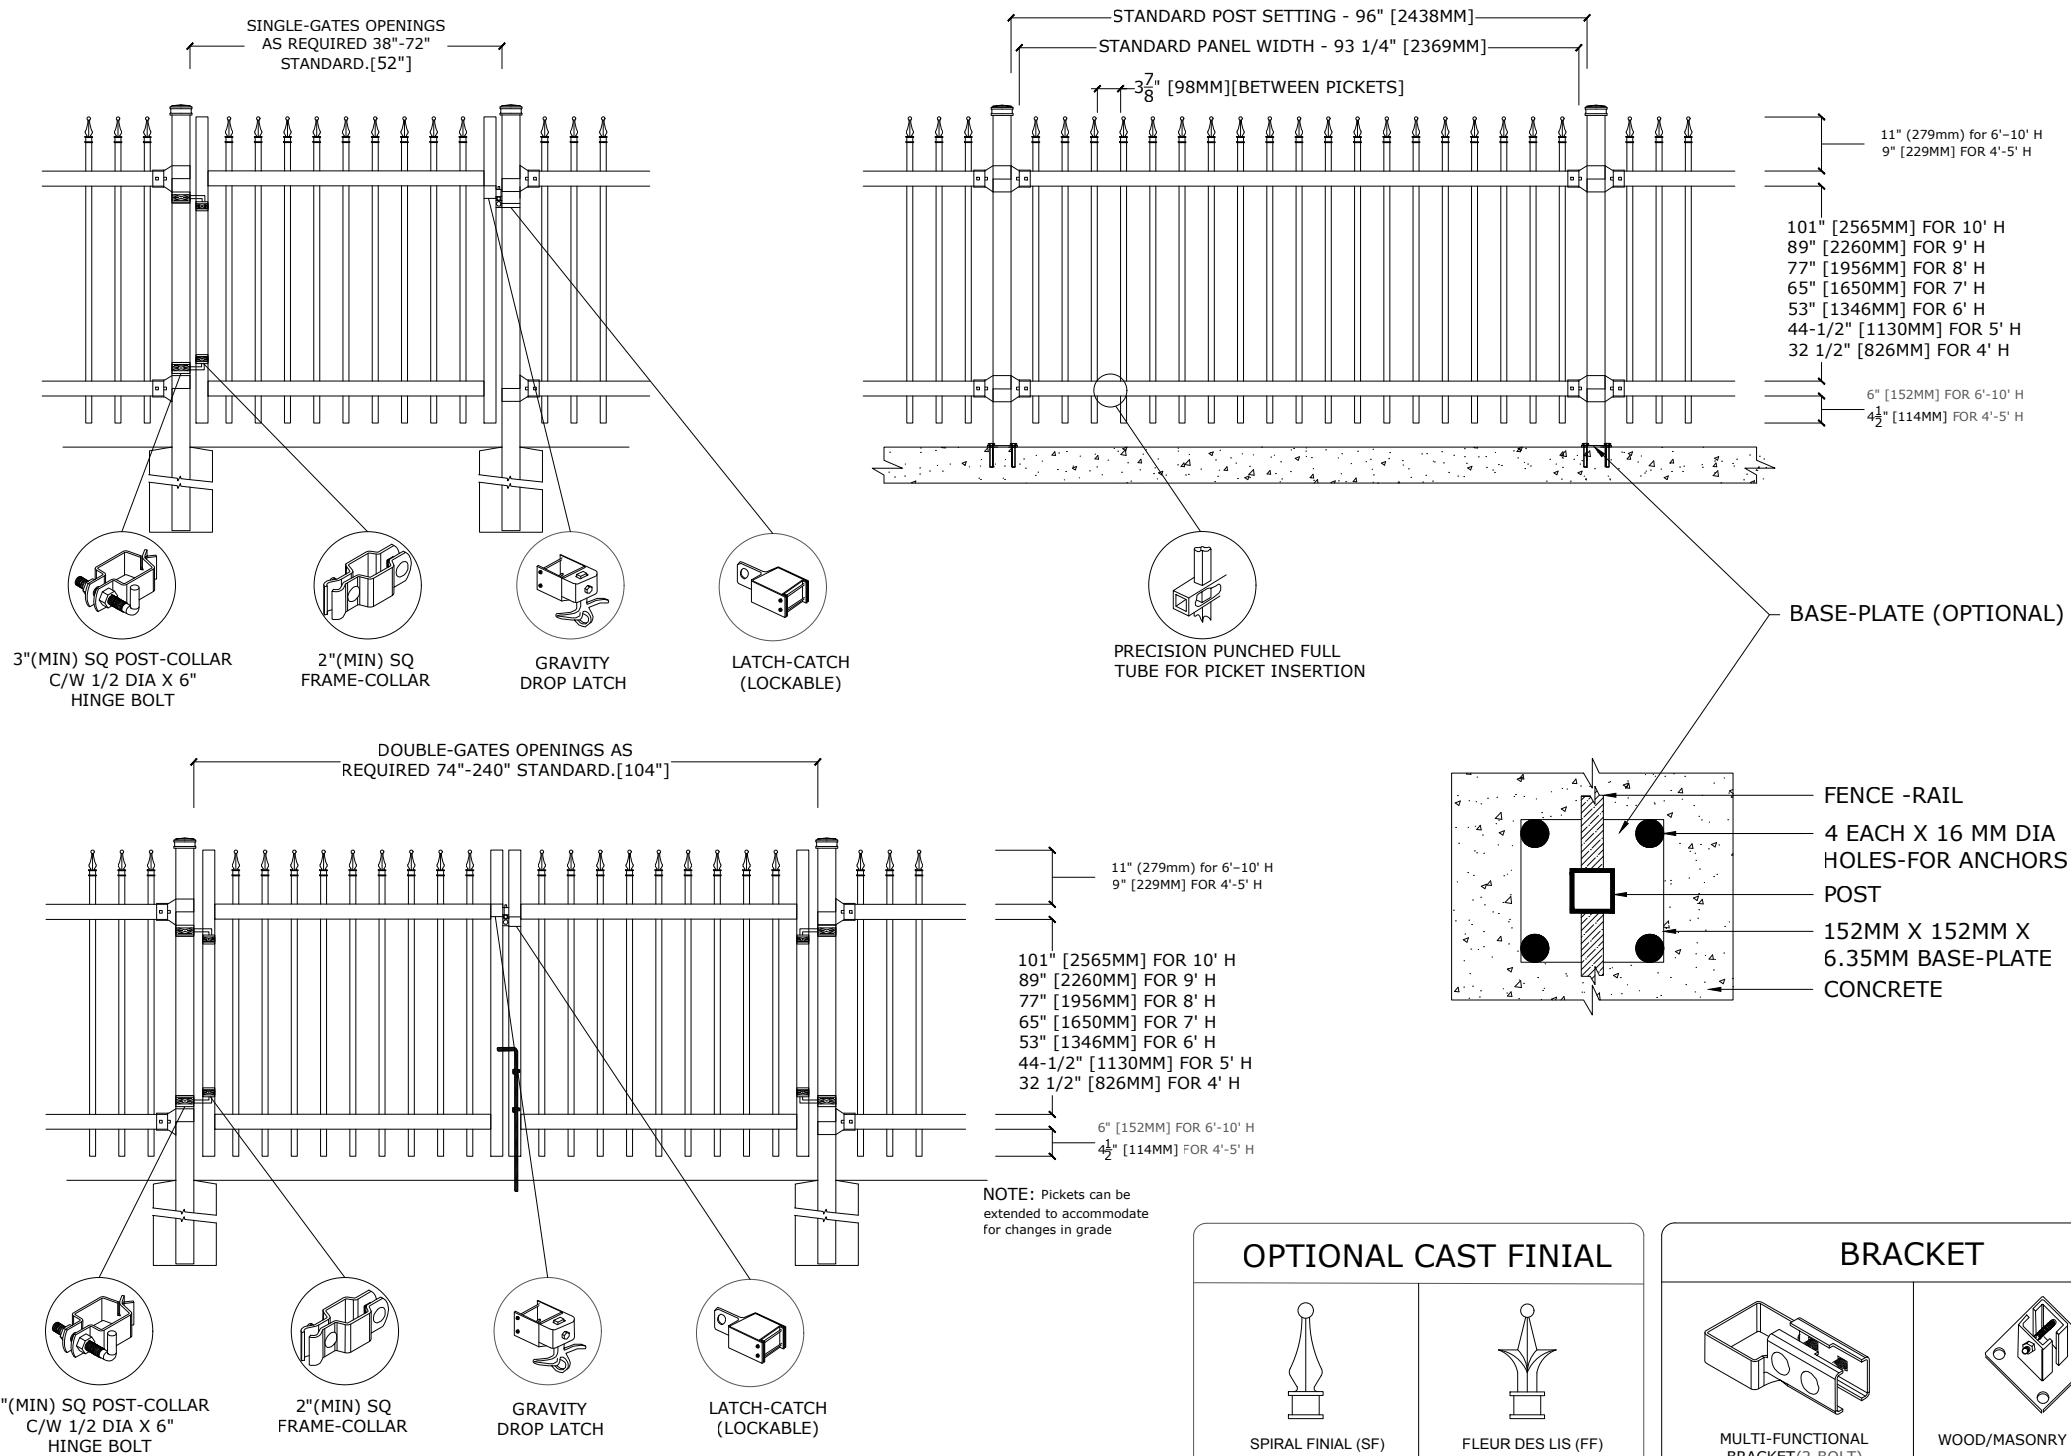 SINGLE-GATES OPENINGS
AS REQUIRED 38"-72"
STANDARD.[52"]
STANDARD POST SETTING - 96" [2438MM]
STANDARD PANEL WIDTH - 93 1/4" [2369MM]
3 7/8" [98MM][BETWEEN PICKETS]
11" (279mm) for 6'-10' H
9" [229MM] FOR 4'-5' H
101" [2565MM] FOR 10' H
89" [2260MM] FOR 9' H
77" [1956MM] FOR 8' H
65" [1650MM] FOR 7' H
53" [1346MM] FOR 6' H
44-1/2" [1130MM] FOR 5' H
32 1/2" [826MM] FOR 4' H
6" [152MM] FOR 6'-10' H
4 1/2" [114MM] FOR 4'-5' H
3"(MIN) SQ POST-COLLAR
C/W 1/2 DIA X 6"
HINGE BOLT
2"(MIN) SQ
FRAME-COLLAR
GRAVITY
DROP LATCH
LATCH-CATCH
(LOCKABLE)
PRECISION PUNCHED FULL
TUBE FOR PICKET INSERTION
BASE-PLATE (OPTIONAL)
FENCE -RAIL
4 EACH X 16 MM DIA
HOLES-FOR ANCHORS
POST
152MM X 152MM X
6.35MM BASE-PLATE
CONCRETE
DOUBLE-GATES OPENINGS AS
REQUIRED 74"-240" STANDARD.[104"]
11" (279mm) for 6'-10' H
9" [229MM] FOR 4'-5' H
101" [2565MM] FOR 10' H
89" [2260MM] FOR 9' H
77" [1956MM] FOR 8' H
65" [1650MM] FOR 7' H
53" [1346MM] FOR 6' H
44-1/2" [1130MM] FOR 5' H
32 1/2" [826MM] FOR 4' H
6" [152MM] FOR 6'-10' H
4 1/2" [114MM] FOR 4'-5' H
NOTE: Pickets can be
extended to accommodate
for changes in grade
"(MIN) SQ POST-COLLAR
C/W 1/2 DIA X 6"
HINGE BOLT
2"(MIN) SQ
FRAME-COLLAR
GRAVITY
DROP LATCH
LATCH-CATCH
(LOCKABLE)
OPTIONAL CAST FINIAL
SPIRAL FINIAL (SF)
FLEUR DES LIS (FF)
BRACKET
MULTI-FUNCTIONAL
BRACKET(2-BOLT)
WOOD/MASONRY